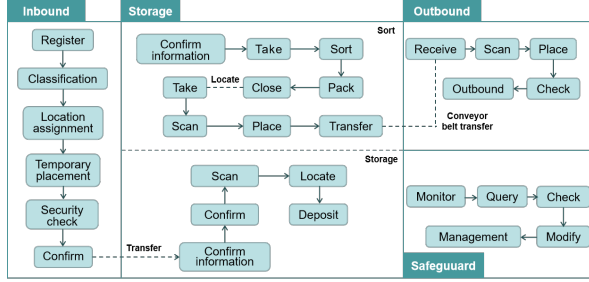 Inbound
Register
Classification
Location
assignment
Temporary
placement
Security
check
Confirm
Transfer
Storage
Sort
Confirm
information
Take
Sort
Pack
Close
Locate
Take
Scan
Place
Transfer
Conveyor
belt transfer
Storage
Confirm
information
Confirm
Scan
Locate
Deposit
Outbound
Receive
Scan
Place
Check
Outbound
Monitor
Query
Check
Modify
Management
Safeguuard